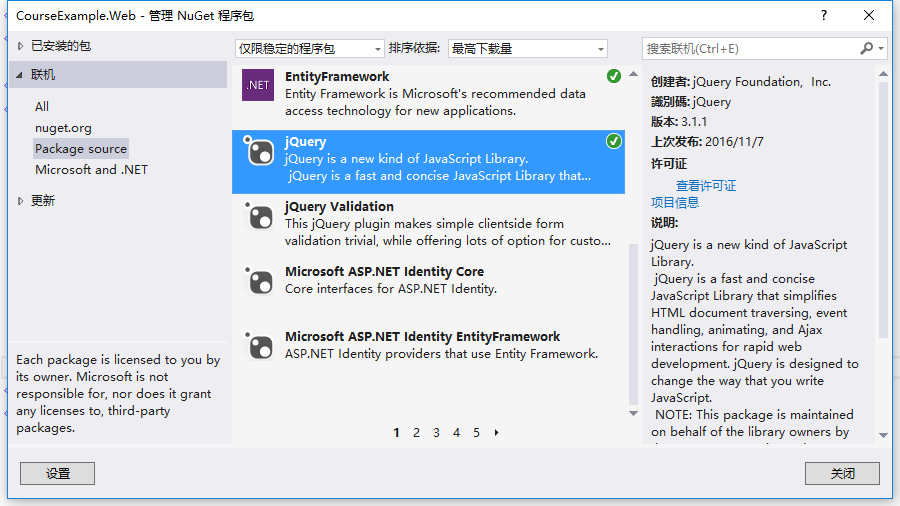 CourseExample.Web - 管理 NuGet 程序包
已安装的包
联机
All
nuget.org
Package source
Microsoft and .NET
更新
Each package is licensed to you by
its owner. Microsoft is not
responsible for, nor does it grant
any licenses to, third-party
packages.
设置
仅限稳定的程序包
排序依据:
最高下载量
.NET
EntityFramework
Entity Framework is Microsoft's recommended data
access technology for new applications.
jQuery
jQuery is a new kind of JavaScript Library.
jQuery is a fast and concise JavaScript Library that...
jQuery Validation
This jQuery plugin makes simple clientside form
validation trivial, while offering lots of option for custo...
Microsoft ASP.NET Identity Core
Core interfaces for ASP.NET Identity.
Microsoft ASP.NET Identity EntityFramework
ASP.NET Identity providers that use Entity Framework.
1 2 3 4 5
搜索联机(Ctrl+E)
创建者: jQuery Foundation, Inc.
識別碼: jQuery
版本: 3.1.1
上次发布: 2016/11/7
许可证
查看许可证
项目信息
说明:
jQuery is a new kind of JavaScript
Library.
jQuery is a fast and concise
JavaScript Library that simplifies
HTML document traversing, event
handling, animating, and Ajax
interactions for rapid web
development. jQuery is designed to
change the way that you write
JavaScript.
NOTE: This package is maintained
on behalf of the library owners by
关闭